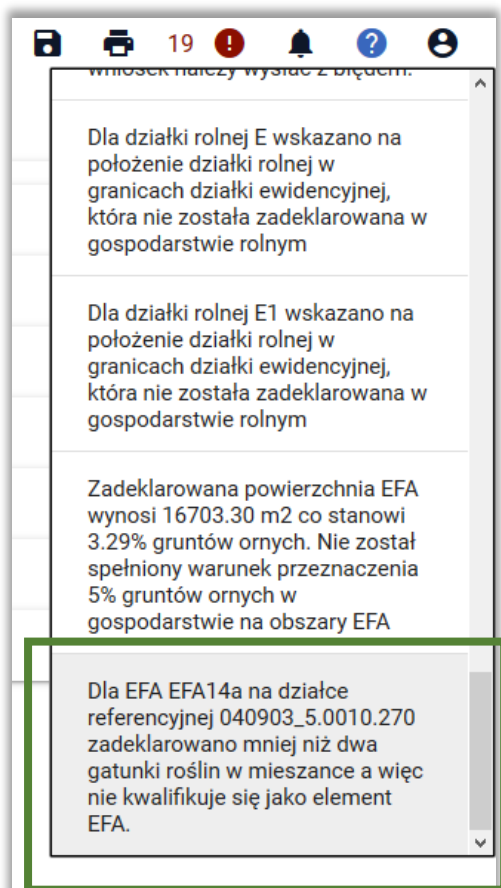 19
wniosek należy wysłać z błędem.
Dla działki rolnej E wskazano na
położenie działki rolnej w
granicach działki ewidencyjnej,
która nie została zadeklarowana w
gospodarstwie rolnym
Dla działki rolnej E1 wskazano na
położenie działki rolnej w
granicach działki ewidencyjnej,
która nie została zadeklarowana w
gospodarstwie rolnym
Zadeklarowana powierzchnia EFA
wynosi 16703.30 m2 co stanowi
3.29% gruntów ornych. Nie został
spełniony warunek przeznaczenia
5% gruntów ornych w
gospodarstwie na obszary EFA
Dla EFA EFA14a na działce
referencyjnej 040903_5.0010.270
zadeklarowano mniej niż dwa
gatunki roślin w mieszance a więc
nie kwalifikuje się jako element
EFA.